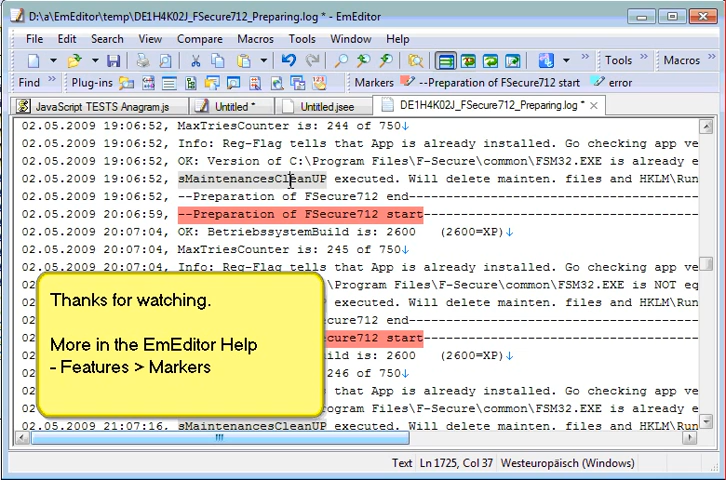 D:\a\EmEditor\temp\DE1H4K02J_FSecure712_Preparing.log * - EmEditor
File Edit Search View Compare Macros Tools Window Help
Tools » Macros »
Find » Plug-ins Markers --Preparation of FSecure712 start error
JavaScript TESTS Anagram.js Untitled * Untitled.jsee DE1H4K02J_FSecure712_Preparing.log *
02.05.2009 19:06:52, MaxTriesCounter is: 244 of 750↓
02.05.2009 19:06:52, Info: Reg-Flag tells that App is already installed. Go checking app ve
02.05.2009 19:06:52, OK: Version of C:\Program Files\F-Secure\common\FSM32.EXE is already e
02.05.2009 19:06:52, sMaintenancesCleanUP executed. Will delete mainten. files and HKLM\Run
02.05.2009 19:06:52, --Preparation of FSecure712 end------------------------------------
02.05.2009 20:06:59, --Preparation of FSecure712 start----------------------------------
02.05.2009 20:07:04, OK: BetriebssystemBuild is: 2600 (2600=XP)↓
02.05.2009 20:07:04, MaxTriesCounter is: 245 of 750↓
02.05.2009 20:07:04, Info: Reg-Flag tells that App is already installed. Go checking app ve
02 \Program Files\F-Secure\common\FSM32.EXE is NOT eq
02 executed. Will delete mainten. files and HKLM\Run
02 ecure712 end------------------------------------
02 ecure712 start----------------------------------
02 ild is: 2600 (2600=XP)↓
02 246 of 750↓
02 that App is already installed. Go checking app ve
02 ogram Files\F-Secure\common\FSM32.EXE is already e
02.05.2009 21:07:16, sMaintenancesCleanUP executed. Will delete mainten. files and HKLM\Run
Thanks for watching.
More in the EmEditor Help
- Features > Markers
Text Ln 1725, Col 37 Westeuropäisch (Windows)